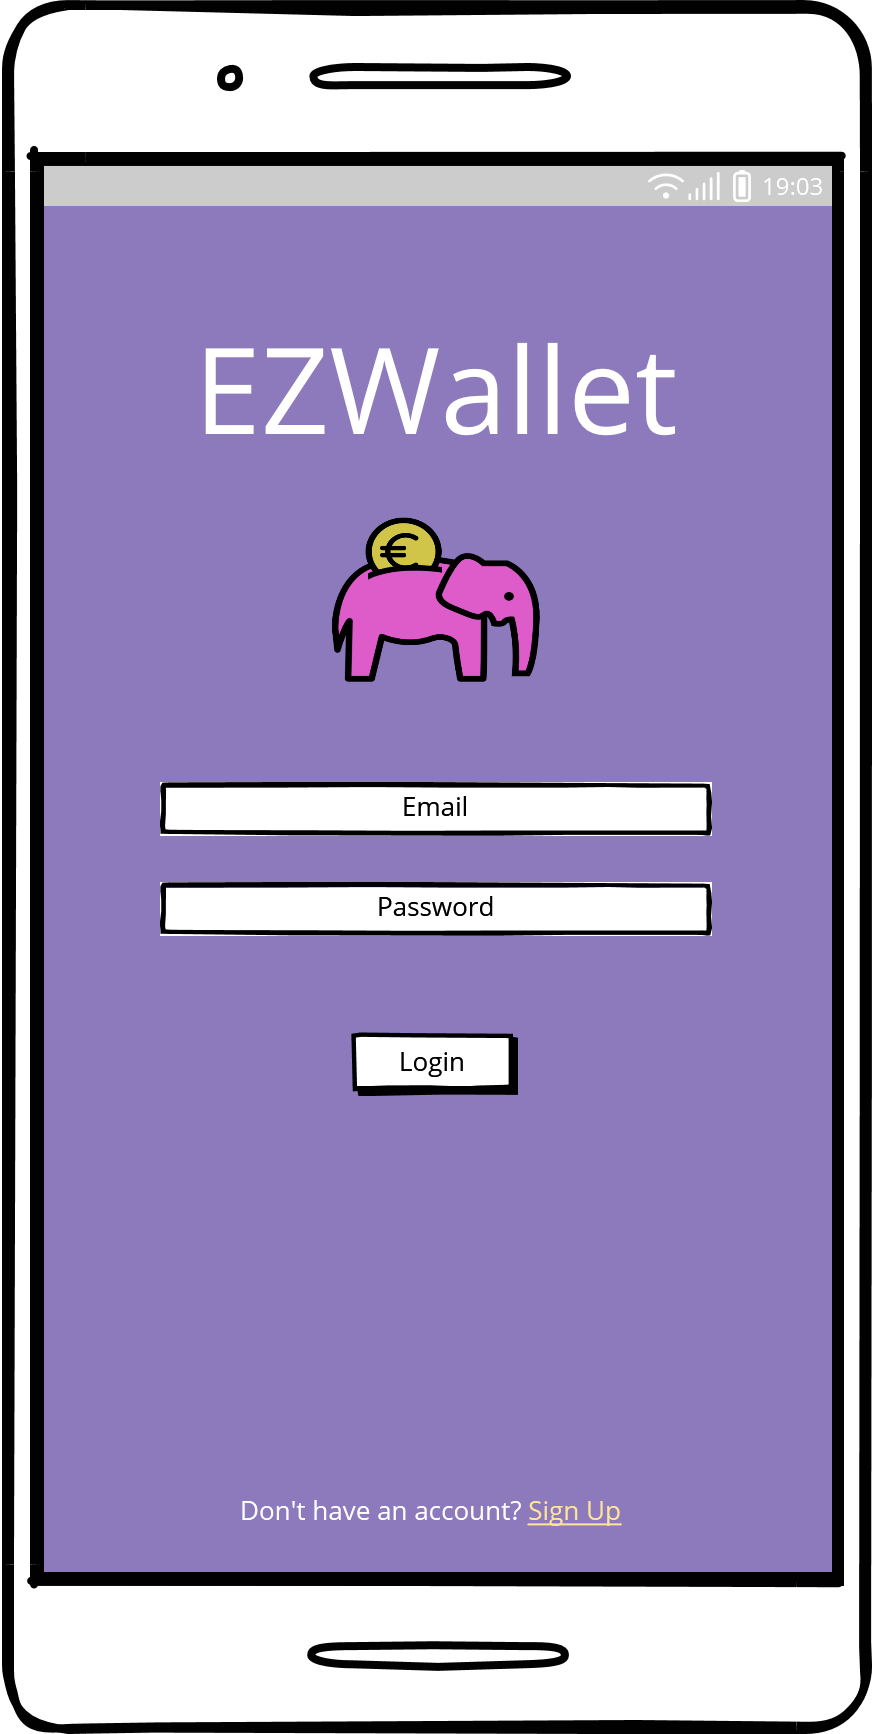 19:03
EZWallet
€
Email
Password
Login
Don't have an account? Sign Up